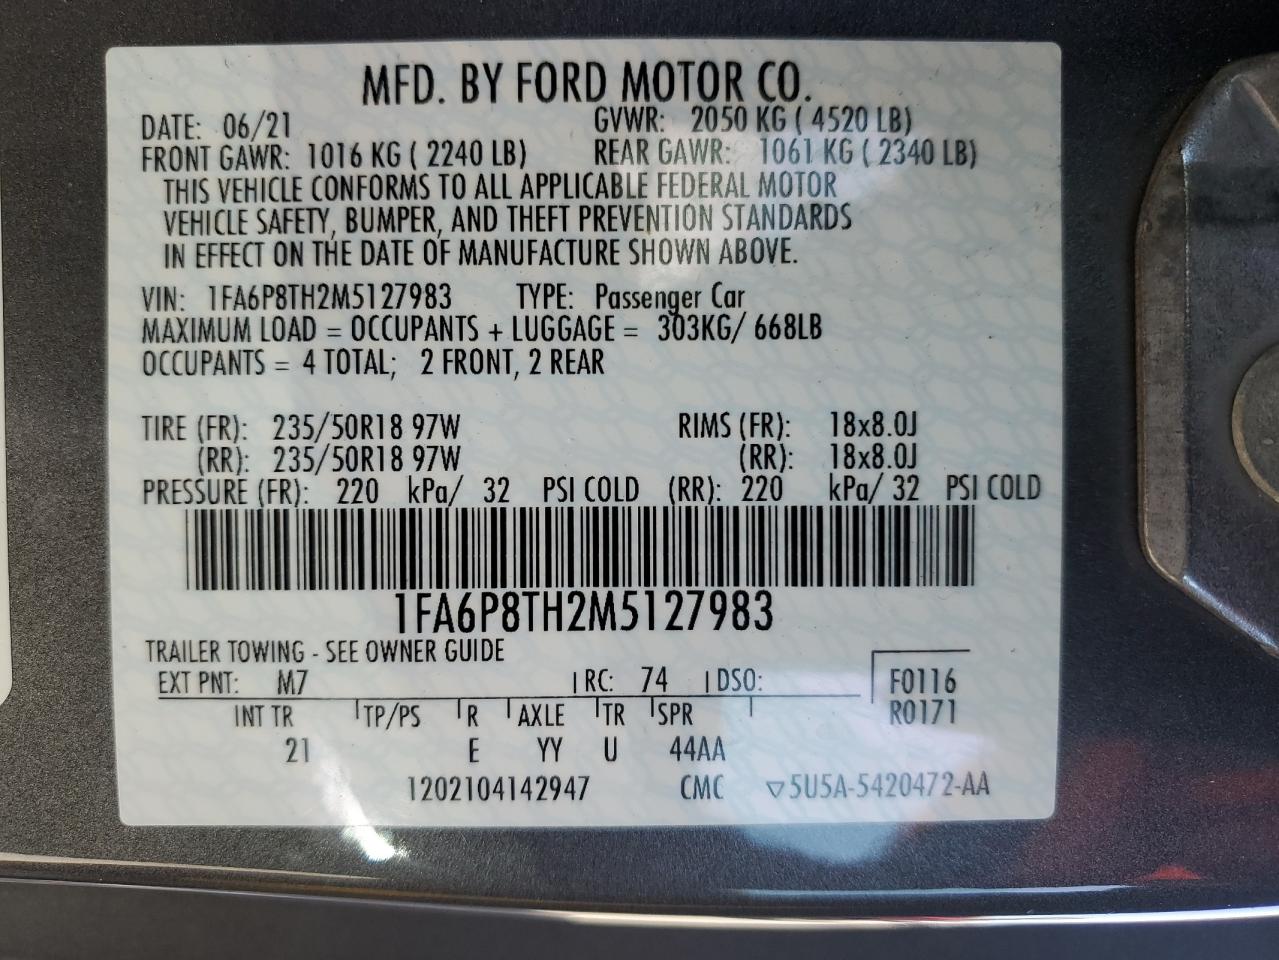 MFD. BY FORD MOTOR CO.
DATE: 06/21 GVWR: 2050 KG ( 4520 LB)
FRONT GAWR: 1016 KG ( 2240 LB) REAR GAWR: 1061 KG ( 2340 LB)
THIS VEHICLE CONFORMS TO ALL APPLICABLE FEDERAL MOTOR
VEHICLE SAFETY, BUMPER, AND THEFT PREVENTION STANDARDS
IN EFFECT ON THE DATE OF MANUFACTURE SHOWN ABOVE.
VIN: 1FA6P8TH2M5127983 TYPE: Passenger Car
MAXIMUM LOAD = OCCUPANTS + LUGGAGE = 303KG/ 668LB
OCCUPANTS = 4 TOTAL; 2 FRONT, 2 REAR
TIRE (FR): 235/50R18 97W RIMS (FR): 18x8.0J
(RR): 235/50R18 97W (RR): 18x8.0J
PRESSURE (FR): 220 kPa/ 32 PSI COLD (RR): 220 kPa/ 32 PSI COLD
1FA6P8TH2M5127983
TRAILER TOWING - SEE OWNER GUIDE
EXT PNT: M7 RC: 74 DSO: F0116
INT TR TP/PS R AXLE TR SPR R0171
21 E YY U 44AA
1202104142947 CMC ▽5U5A-5420472-AA